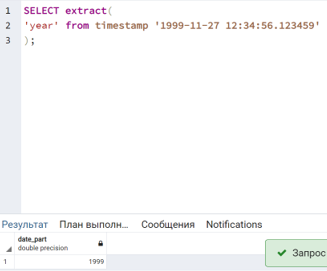 1 SELECT extract(
2 'year' from timestamp '1999-11-27 12:34:56.123459'
3 );
Результат План выполн... Сообщения Notifications
date_part
double precision
1 1999
Запрос